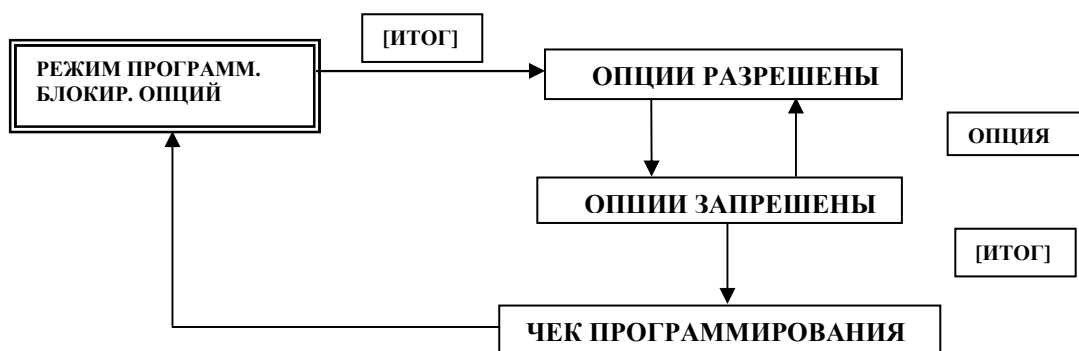 [ИТОГ]
РЕЖИМ ПРОГРАММ.
БЛОКИР. ОПЦИЙ
ОПЦИИ РАЗРЕШЕНЫ
ОПЦИЯ
ОПЦИИ ЗАПРЕШЕНЫ
[ИТОГ]
ЧЕК ПРОГРАММИРОВАНИЯ